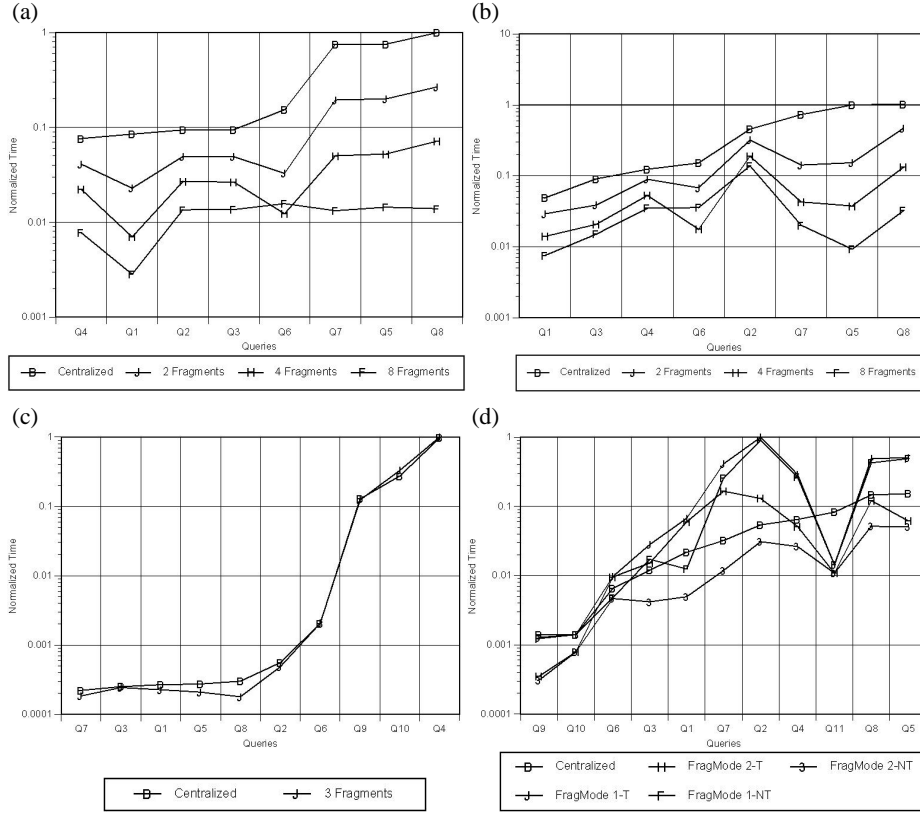 (a)
1
0.1
0.01
0.001
Normalized Time
Q4 Q1 Q2 Q3 Q6 Q7 Q5 Q8
Queries
B Centralized J 2 Fragments H 4 Fragments F 8 Fragments
(b)
10
1
0.1
0.01
0.001
Normalized Time
Q1 Q3 Q4 Q6 Q2 Q7 Q5 Q8
Queries
B Centralized J 2 Fragments H 4 Fragments F 8 Fragments
(c)
1
0.1
0.01
0.001
0.0001
Normalized Time
Q7 Q3 Q1 Q5 Q8 Q2 Q6 Q9 Q10 Q4
Queries
B Centralized J 3 Fragments
(d)
1
0.1
0.01
0.001
0.0001
Normalized Time
Q9 Q10 Q6 Q3 Q1 Q7 Q2 Q4 Q11 Q8 Q5
Queries
B Centralized H FragMode 2-T 3 FragMode 2-NT
J FragMode 1-T F FragMode 1-NT